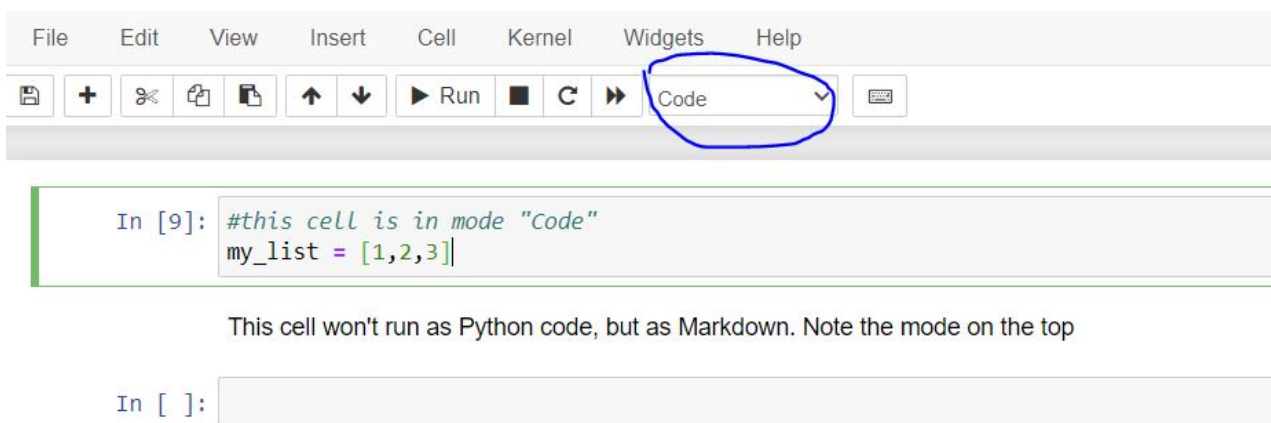 File Edit View Insert Cell Kernel Widgets Help
Run Code
In [9]: #this cell is in mode "Code"
my_list = [1,2,3]
This cell won't run as Python code, but as Markdown. Note the mode on the top
In [ ]: